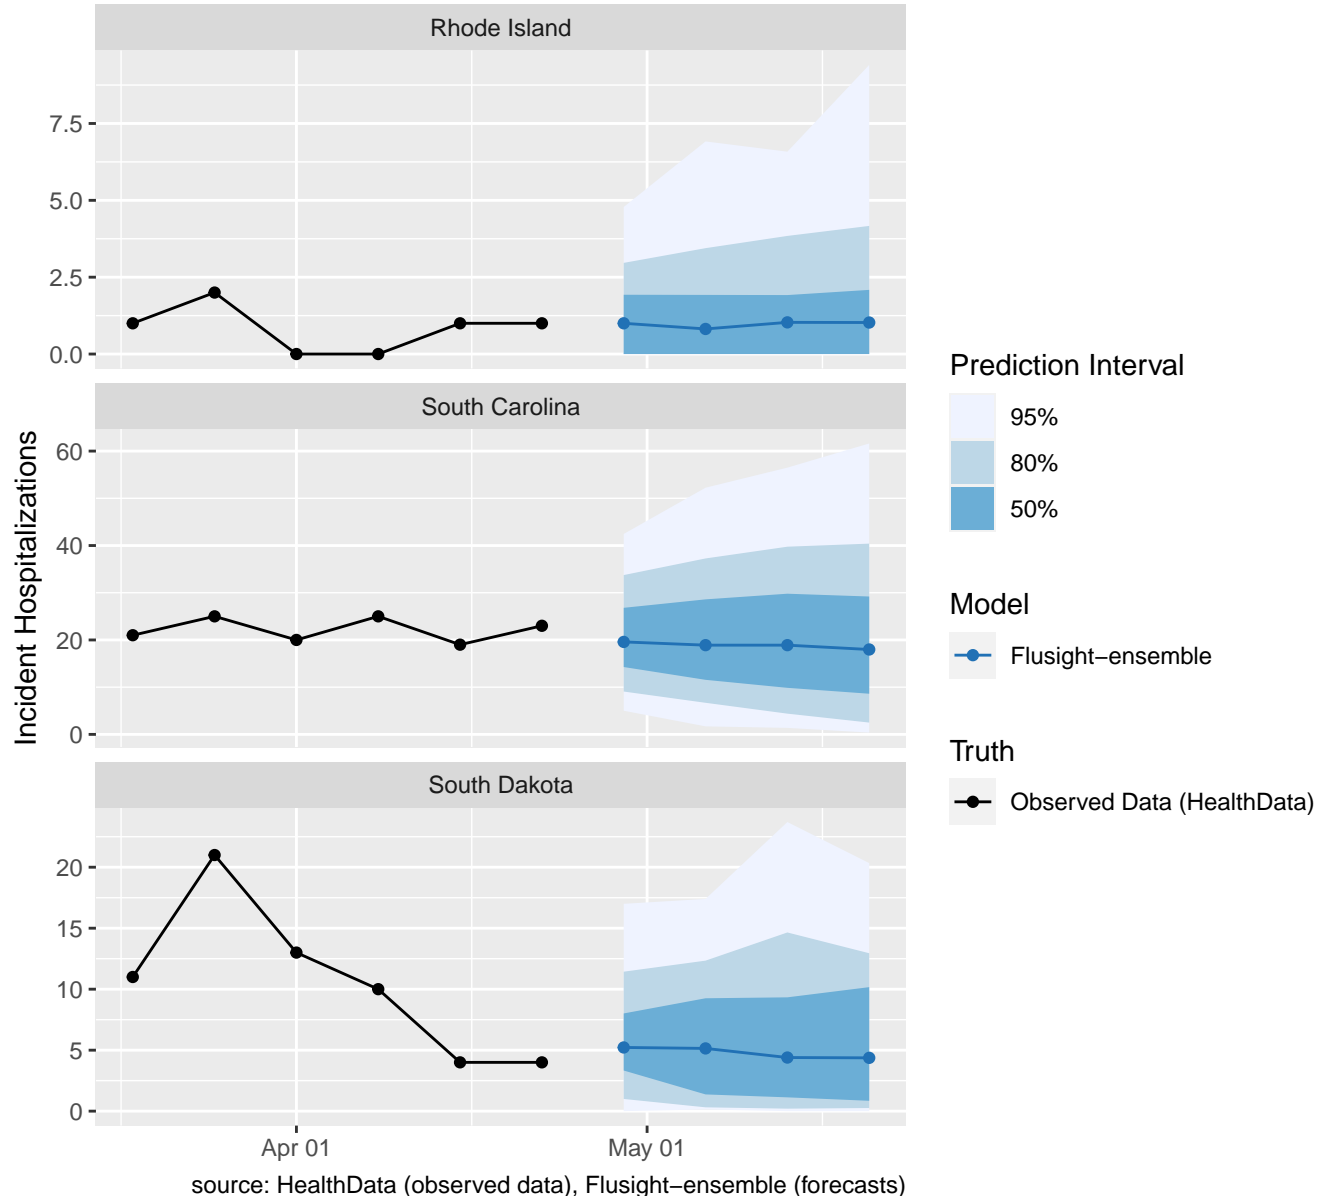 Rhode Island
7.5
5.0
2.5
0.0
South Carolina
60
40
20
0
South Dakota
20
15
10
5
0
Apr 01
May 01
Incident Hospitalizations
source: HealthData (observed data), Flusight−ensemble (forecasts)
Prediction Interval
95%
80%
50%
Model
Flusight−ensemble
Truth
Observed Data (HealthData)